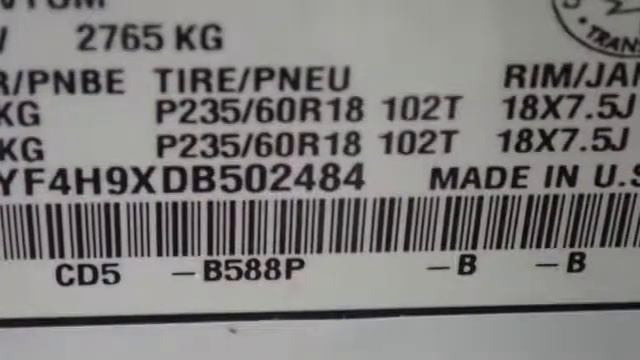 2765 KG
R/PNBE TIRE/PNEU RIM/JAN
KG P235/60R18 102T 18X7.5J
KG P235/60R18 102T 18X7.5J
YF4H9XDB502484 MADE IN U.S
CD5 -B588P -B -B
TRAN